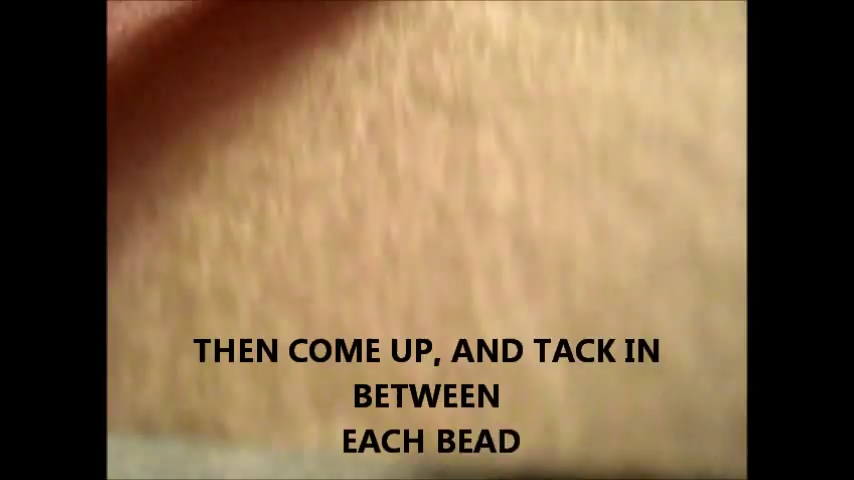 THEN COME UP, AND TACK IN
BETWEEN
EACH BEAD